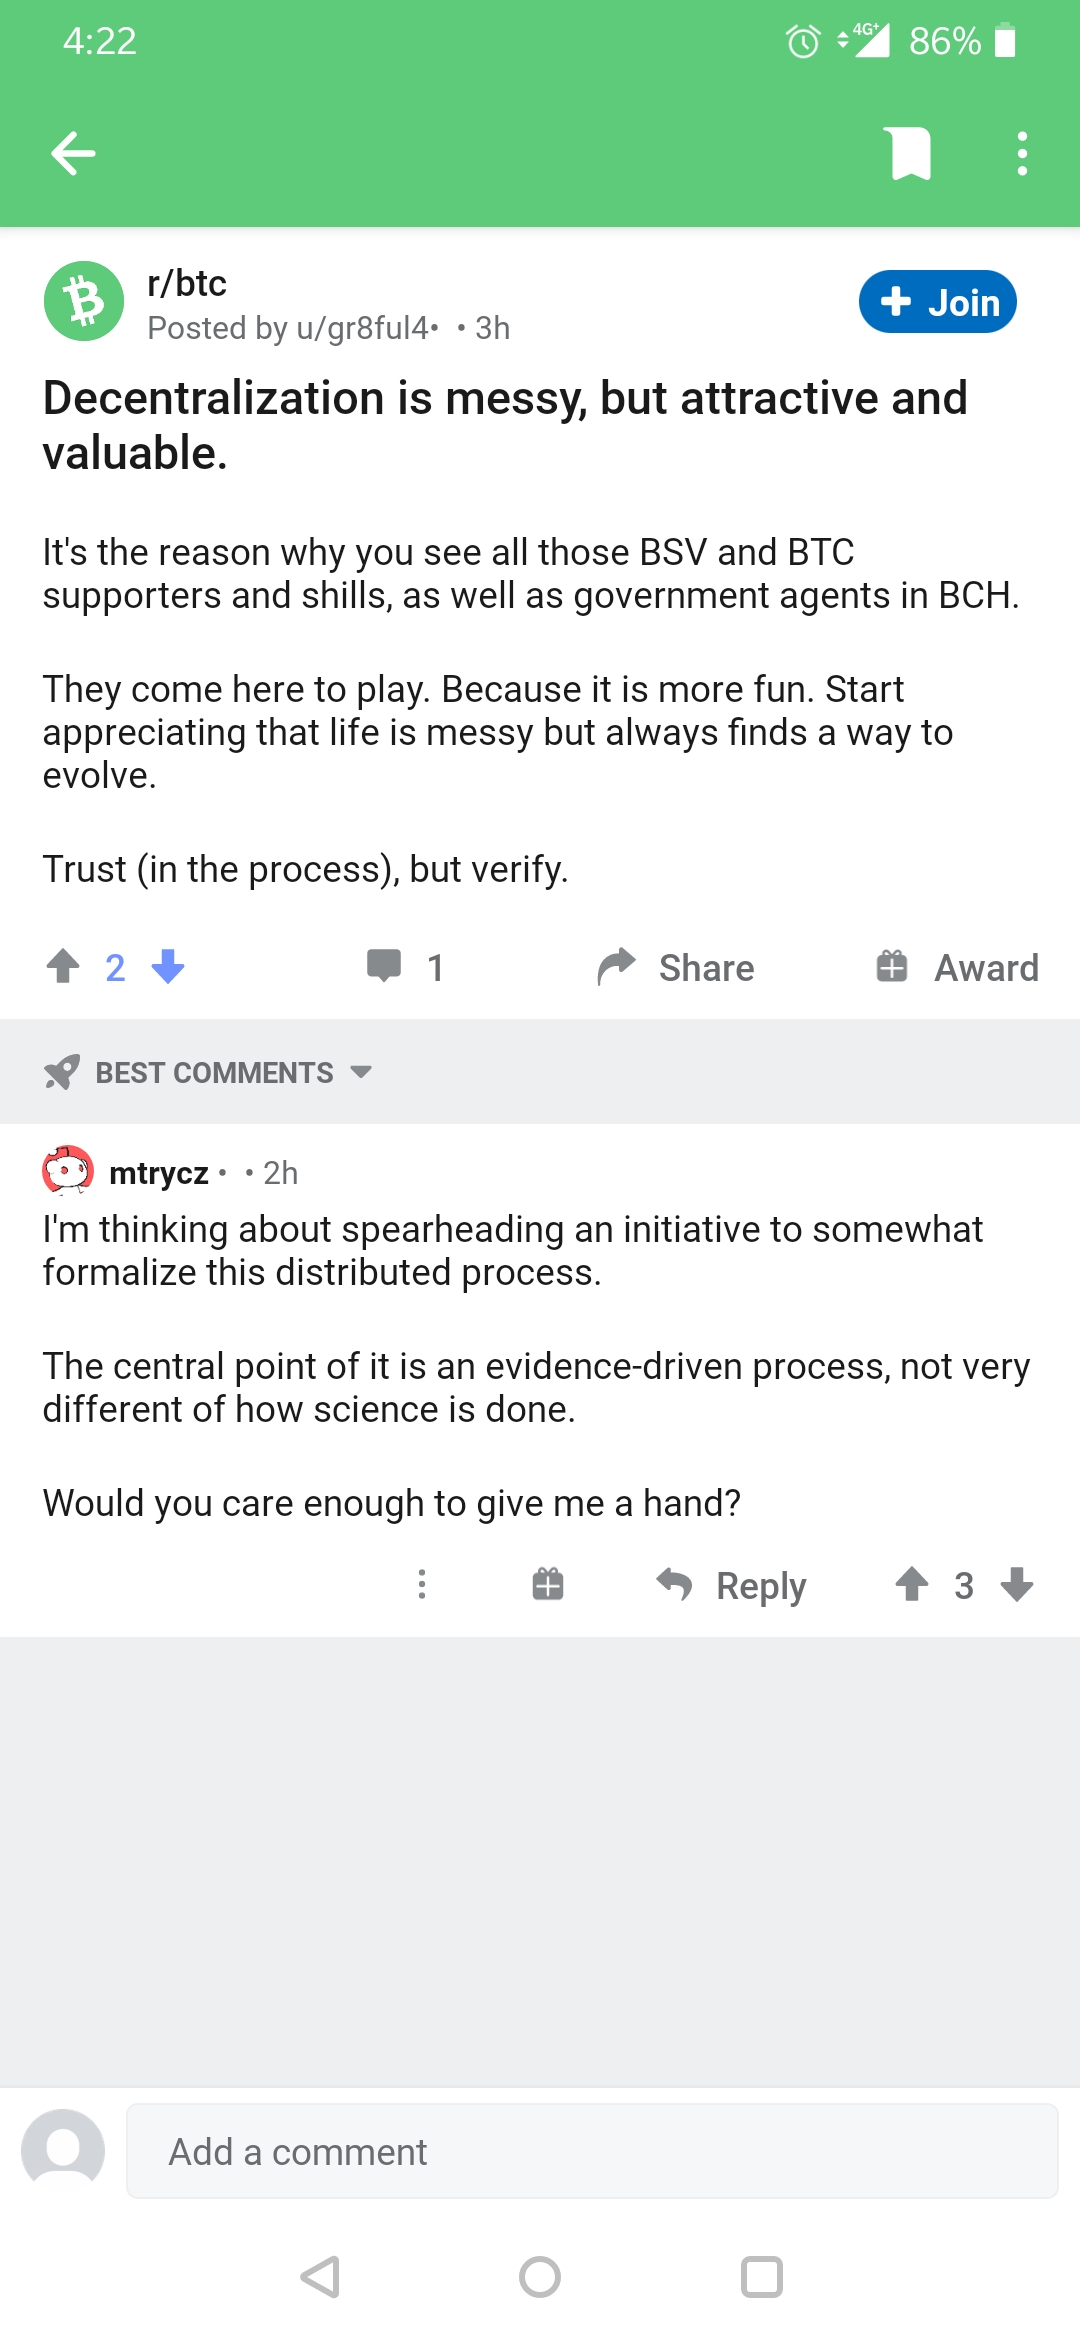 4:22
4G+ 86%
r/btc
Posted by u/gr8ful4• • 3h
+ Join
Decentralization is messy, but attractive and
valuable.
It's the reason why you see all those BSV and BTC
supporters and shills, as well as government agents in BCH.
They come here to play. Because it is more fun. Start
appreciating that life is messy but always finds a way to
evolve.
Trust (in the process), but verify.
2 1 Share Award
BEST COMMENTS
mtrycz • • 2h
I'm thinking about spearheading an initiative to somewhat
formalize this distributed process.
The central point of it is an evidence-driven process, not very
different of how science is done.
Would you care enough to give me a hand?
Reply 3
Add a comment